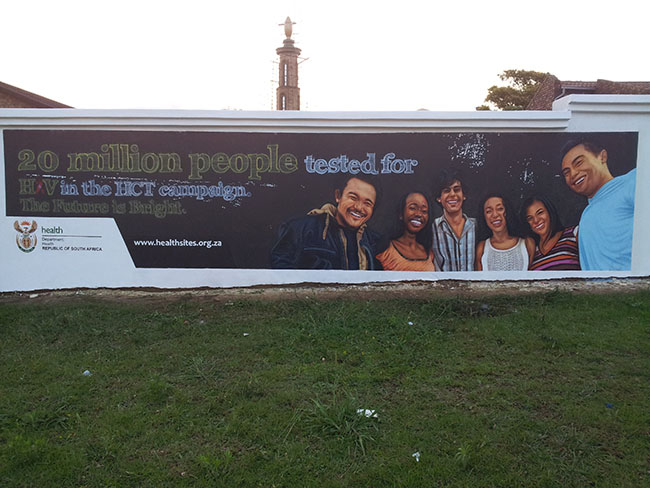 20 million people tested for
HIV in the HCT campaign.
The Future is Bright.
health
Department:
Health
REPUBLIC OF SOUTH AFRICA
www.healthsites.org.za